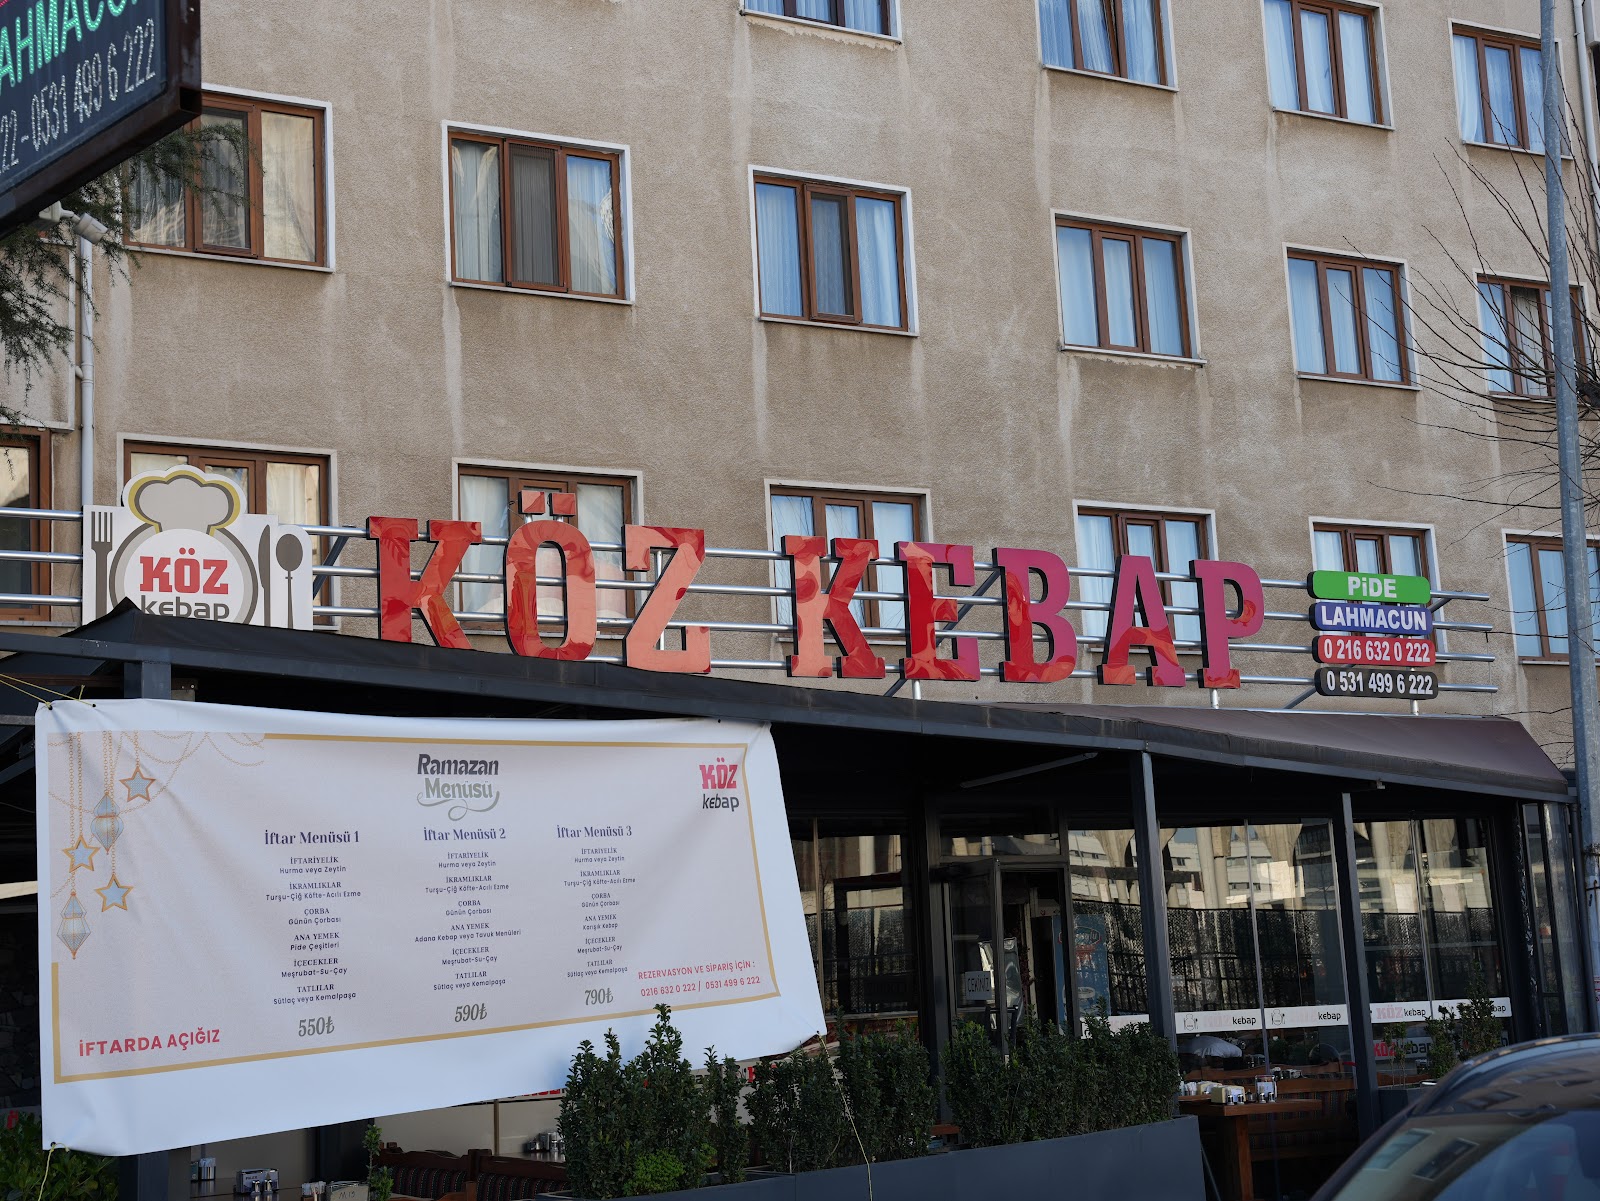 AHMACU
222 - 0531 499 6 222
KÖZ
kebap
KÖZ KEBAP
PiDE
LAHMACUN
0 216 632 0 222
0 531 499 6 222
Ramazan
Menüsü
KÖZ
kebap
İftar Menüsü 1
İFTARİYELİK
Hurma veya Zeytin
İKRAMLIKLAR
Turşu-Çiğ Köfte-Acılı Ezme
ÇORBA
Günün Çorbası
ANA YEMEK
Pide Çeşitleri
İÇECEKLER
Meşrubat-Su-Çay
TATLILAR
Sütlaç veya Kemalpaşa
550₺
İftar Menüsü 2
İFTARİYELİK
Hurma veya Zeytin
İKRAMLIKLAR
Turşu-Çiğ Köfte-Acılı Ezme
ÇORBA
Günün Çorbası
ANA YEMEK
Adana Kebap veya Tavuk Menüleri
İÇECEKLER
Meşrubat-Su-Çay
TATLILAR
Sütlaç veya Kemalpaşa
590₺
İftar Menüsü 3
İFTARİYELİK
Hurma veya Zeytin
İKRAMLIKLAR
Turşu-Çiğ Köfte-Acılı Ezme
ÇORBA
Günün Çorbası
ANA YEMEK
Karışık Kebap
İÇECEKLER
Meşrubat-Su-Çay
TATLILAR
Sütlaç veya Kemalpaşa
790₺
REZERVASYON VE SİPARİŞ İÇİN :
0216 632 0 222 / 0531 499 6 222
İFTARDA AÇIĞIZ
ÇEKİNİZ
KÖZ kebap
kebap
KÖZ kebap
kebap
KÖZ kebap